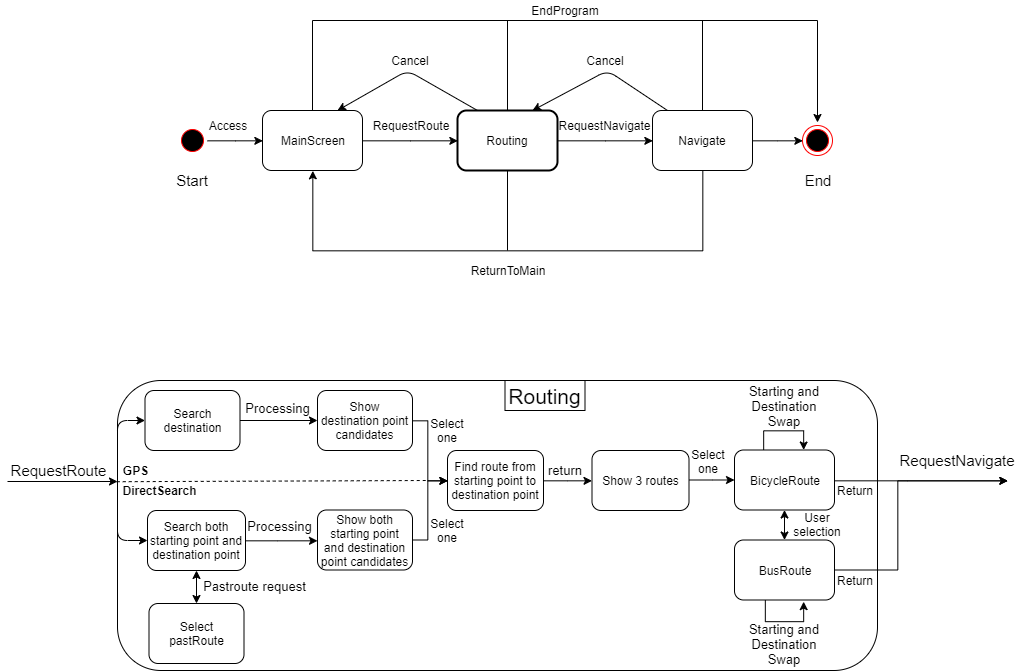 EndProgram
Cancel
Cancel
Access
RequestRoute
RequestNavigate
MainScreen
Routing
Navigate
Start
End
ReturnToMain
Routing
Search
destination
Processing
Show
destination point
candidates
Select
one
Starting and
Destination
Swap
RequestRoute
GPS
DirectSearch
Find route from
starting point to
destination point
return
Show 3 routes
Select
one
BicycleRoute
Return
RequestNavigate
Search both
starting point and
destination point
Processing
Show both
starting point
and destination
point candidates
Select
one
User
selection
BusRoute
Return
Pastroute request
Select
pastRoute
Starting and
Destination
Swap